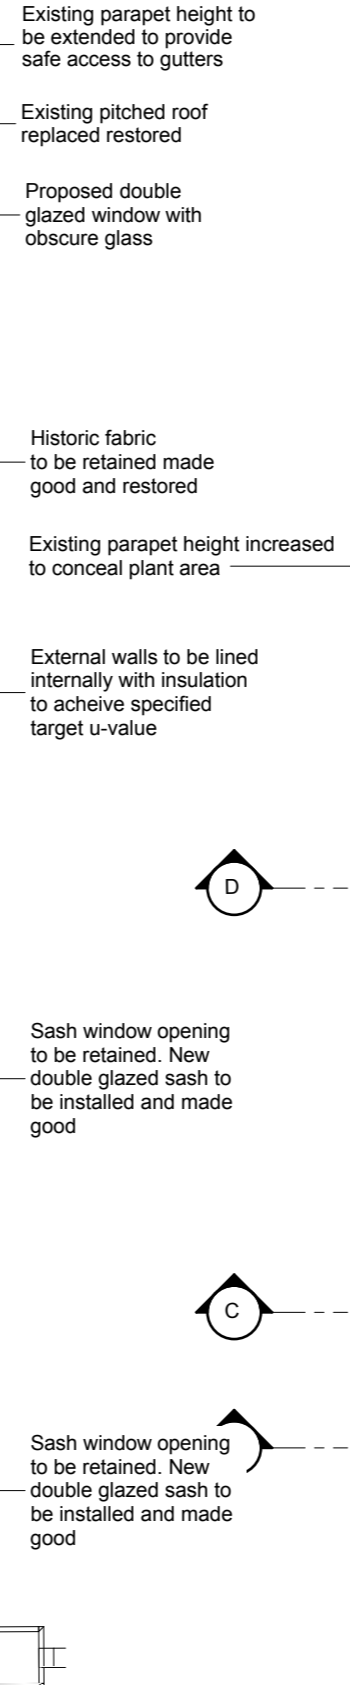 Existing parapet height to
be extended to provide
safe access to gutters
Existing pitched roof
replaced restored
Proposed double
glazed window with
obscure glass
Historic fabric
to be retained made
good and restored
Existing parapet height increased
to conceal plant area
External walls to be lined
internally with insulation
to acheive specified
target u-value
D
Sash window opening
to be retained. New
double glazed sash to
be installed and made
good
C
Sash window opening
to be retained. New
double glazed sash to
be installed and made
good